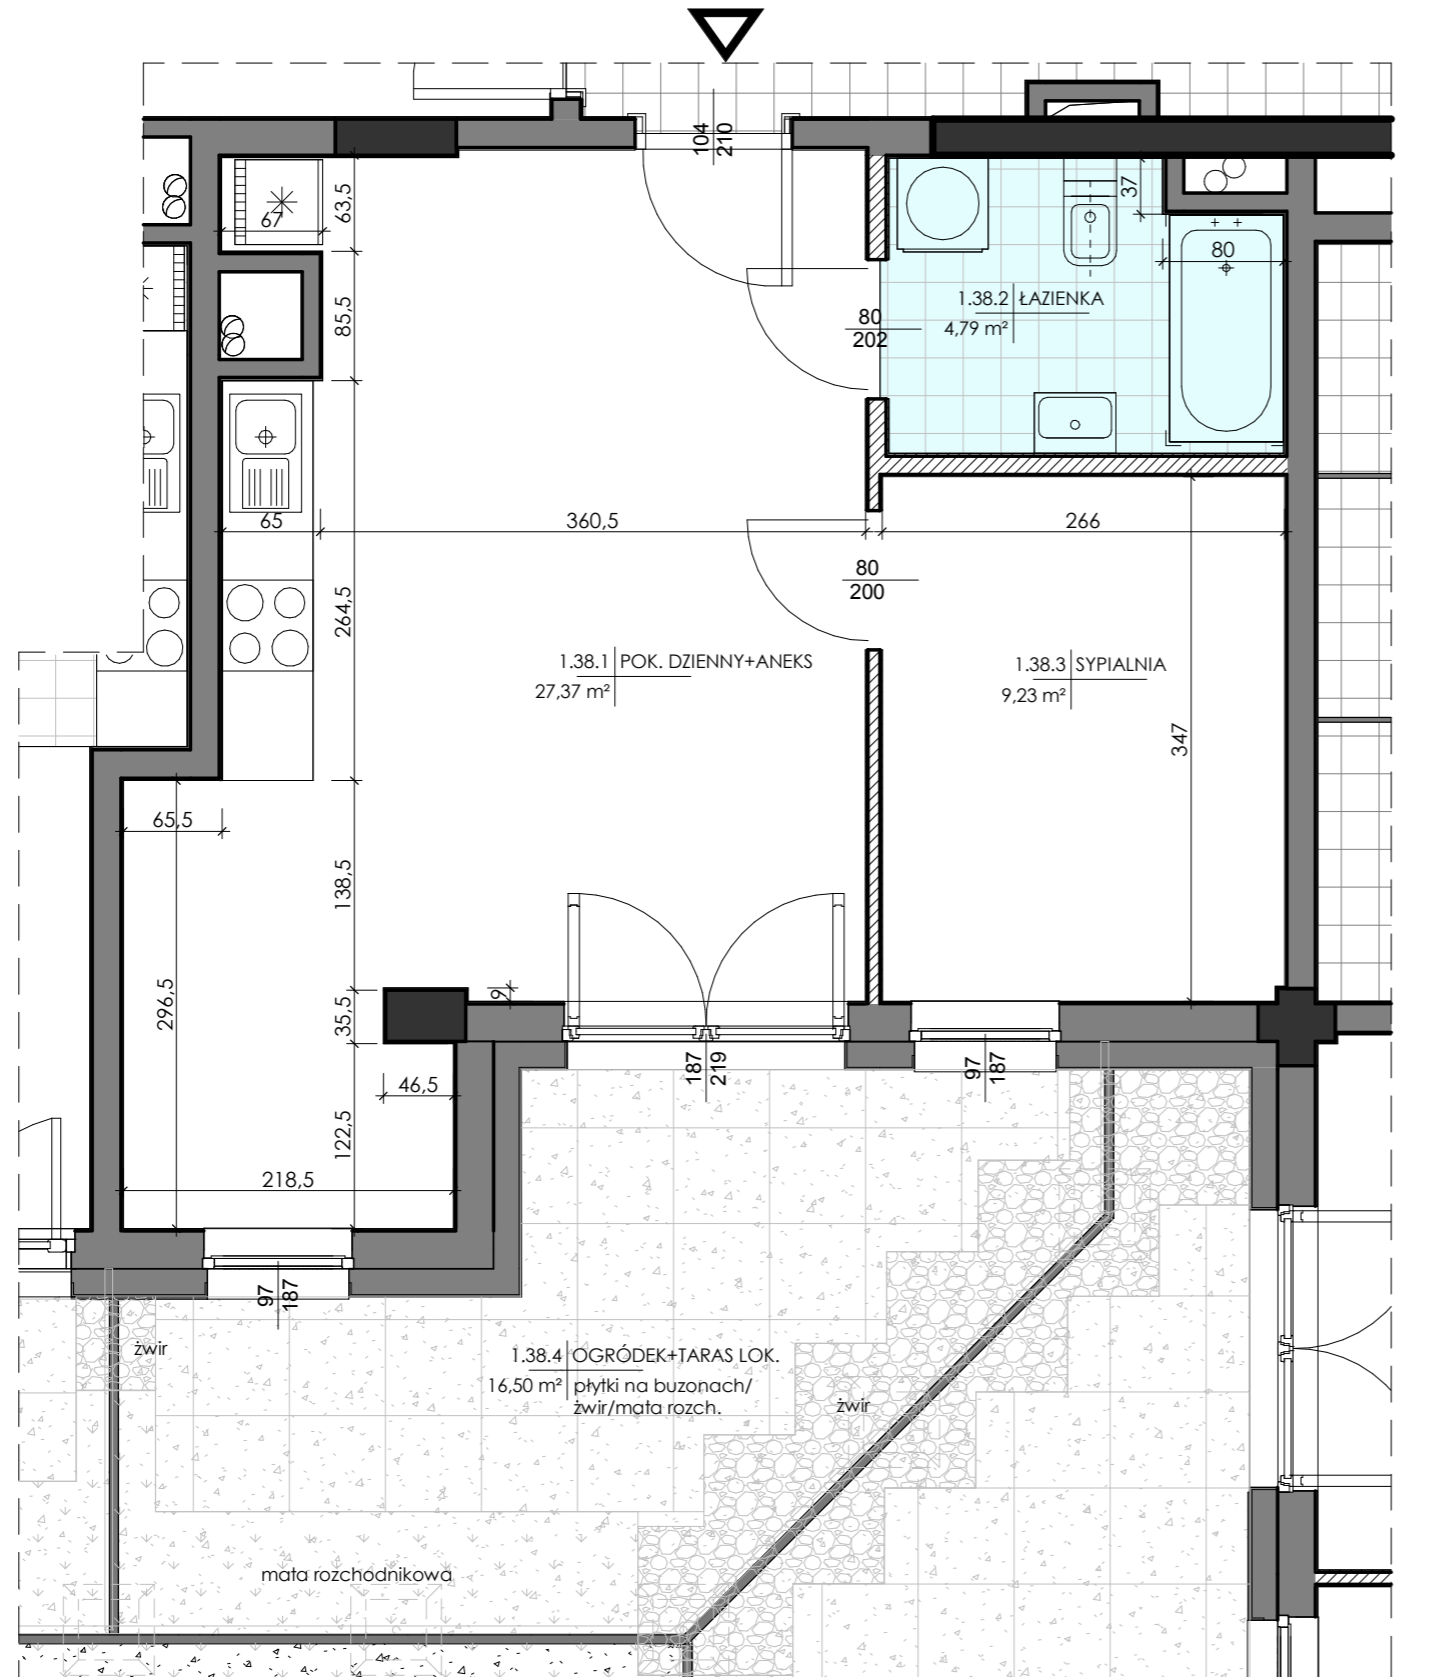 104
210
63,5
67
37
80
85,5
1.38.2 ŁAZIENKA
4,79 m²
80
202
65
360,5
266
80
200
264,5
1.38.1 POK. DZIENNY+ANEKS
27,37 m²
1.38.3 SYPIALNIA
9,23 m²
347
65,5
138,5
296,5
35,5
9
187
219
97
187
46,5
122,5
218,5
97
187
żwir
1.38.4 OGRÓDEK+TARAS LOK.
16,50 m² płytki na buzonach/
żwir/mata rozch.
żwir
mata rozchodnikowa